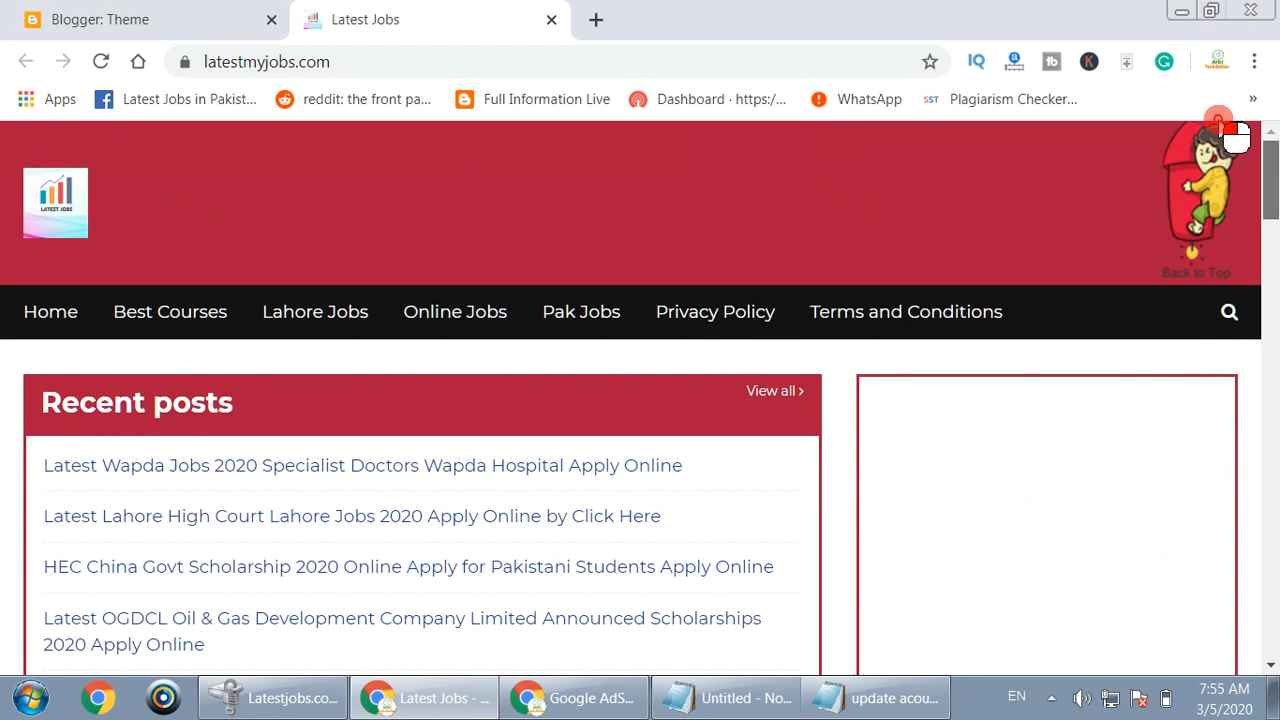 Blogger: Theme
Latest Jobs
latestmyjobs.com
Apps
Latest Jobs in Pakist...
reddit: the front pa...
Full Information Live
Dashboard : https:/...
WhatsApp
SST
Plagiarism Checker...
»
LATEST JOBS
Back to Top
Home
Best Courses
Lahore Jobs
Online Jobs
Pak Jobs
Privacy Policy
Terms and Conditions
Recent posts
View all ›
Latest Wapda Jobs 2020 Specialist Doctors Wapda Hospital Apply Online
Latest Lahore High Court Lahore Jobs 2020 Apply Online by Click Here
HEC China Govt Scholarship 2020 Online Apply for Pakistani Students Apply Online
Latest OGDCL Oil & Gas Development Company Limited Announced Scholarships
2020 Apply Online
Latestjobs.co...
Latest Jobs - ...
Google AdS...
Untitled - No...
update acou...
EN
7:55 AM
3/5/2020